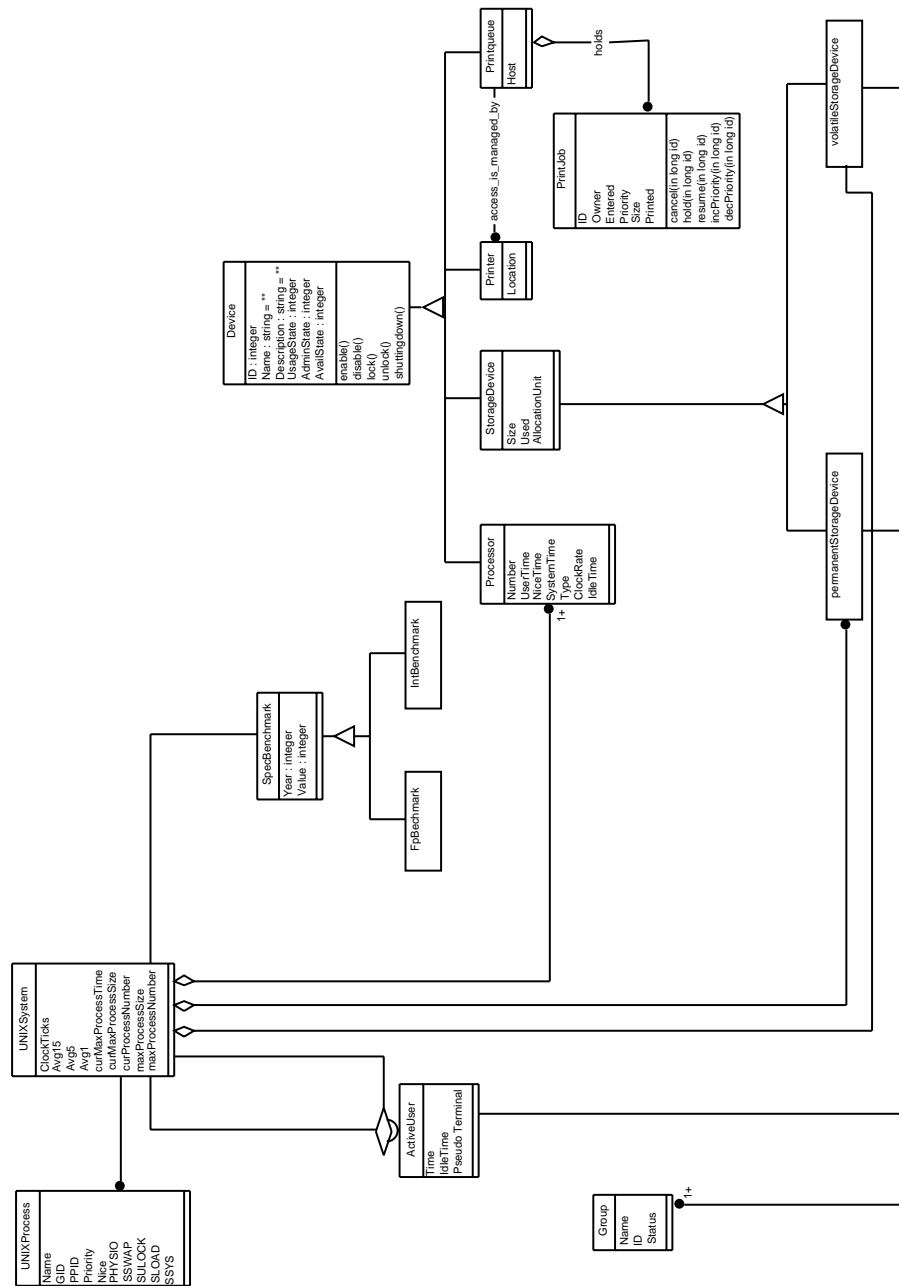 UNIXProcess
Name
GID
PPID
Priority
Nice
PHYSIO
SSWAP
SULOCK
SLOAD
SSYS
UNIXSystem
ClockTicks
Avg15
Avg5
Avg1
curMaxProcessTime
curMaxProcessSize
curProcessNumber
maxProcessSize
maxProcessNumber
SpecBenchmark
Year : integer
Value : integer
FpBechmark
IntBenchmark
Device
ID : integer
Name : string = ""
Description : string = ""
UsageState : integer
AdminState : integer
AvailState : integer
enable()
disable()
lock()
unlock()
shuttingdown()
ActiveUser
Time
IdleTime
Pseudo Terminal
Processor
Number
UserTime
NiceTime
SystemTime
Type
ClockRate
IdleTime
1+
StorageDevice
Size
Used
AllocationUnit
Printer
Location
access_is_managed_by
Printqueue
Host
holds
PrintJob
ID
Owner
Entered
Priority
Size
Printed
cancel(in long id)
hold(in long id)
resume(in long id)
incPriority(in long id)
decPriority(in long id)
Group
Name
ID
Status
1+
permanentStorageDevice
volatileStorageDevice